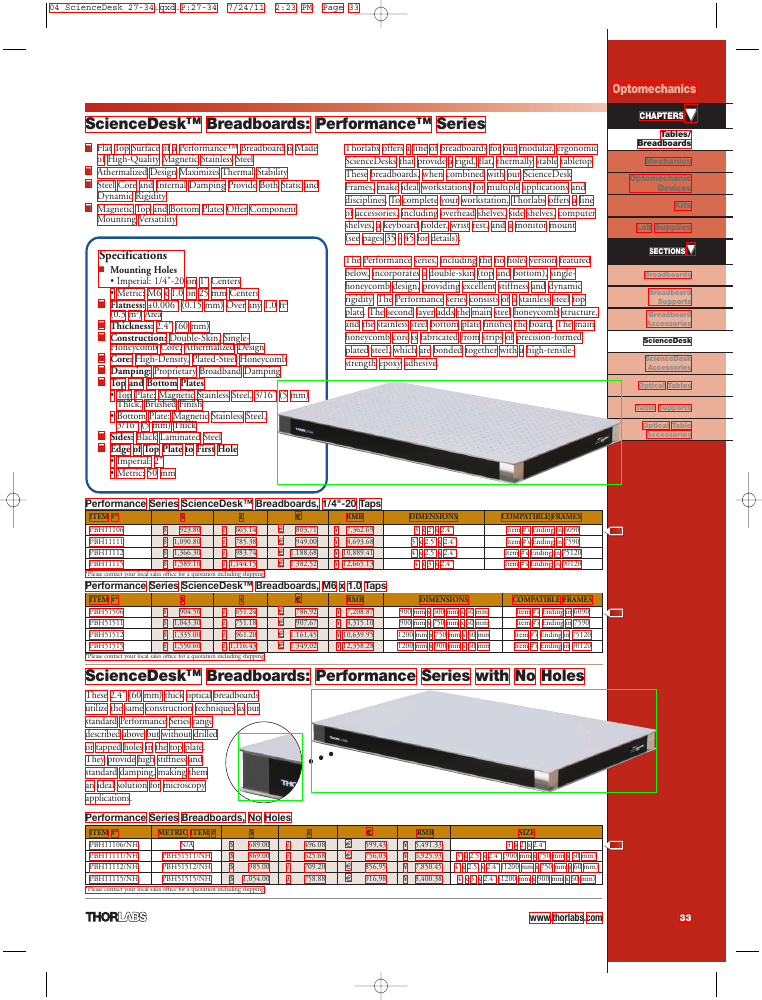 04 ScienceDesk 27-34.qxd.P:27-34 7/24/11 2:23 PM Page 33
Optomechanics
CHAPTERS
Tables/
Breadboards
Mechanics
Optomechanic
Devices
Kits
Lab Supplies
SECTIONS
Breadboards
Breadboard
Supports
Breadboard
Accessories
ScienceDesk
ScienceDesk
Accessories
Optical Tables
Table Supports
Optical Table
Accessories
ScienceDesk™ Breadboards: Performance™ Series
Flat Top Surface of a Performance™ Breadboard is Made
of High-Quality Magnetic Stainless Steel
Athermalized Design Maximizes Thermal Stability
Steel Core and Internal Damping Provide Both Static and
Dynamic Rigidity
Magnetic Top and Bottom Plates Offer Component
Mounting Versatility
Thorlabs offers a line of breadboards for our modular, ergonomic
ScienceDesks that provide a rigid, flat, thermally stable tabletop.
These breadboards, when combined with our ScienceDesk
Frames, make ideal workstations for multiple applications and
disciplines. To complete your workstation, Thorlabs offers a line
of accessories, including overhead shelves, side shelves, computer
shelves, a keyboard holder, wrist rest, and a monitor mount
(see pages 35 - 45 for details).
The Performance series, including the no holes version featured
below, incorporates a double-skin (top and bottom), single-
honeycomb design, providing excellent stiffness and dynamic
rigidity. The Performance series consists of a stainless steel top
plate. The second layer adds the main steel honeycomb structure,
and the stainless steel bottom plate finishes the board. The main
honeycomb core is fabricated from strips of precision-formed
plated steel, which are bonded together with a high-tensile-
strength epoxy adhesive.
Specifications
Mounting Holes
• Imperial: 1/4"-20 on 1" Centers
• Metric: M6 x 1.0 on 25 mm Centers
Flatness: ±0.006" (0.15 mm) Over any 1.0 ft²
(0.3 m²) Area
Thickness: 2.4" (60 mm)
Construction: Double-Skin, Single-
Honeycomb Core, Athermalized Design
Core: High-Density, Plated-Steel Honeycomb
Damping: Proprietary Broadband Damping
Top and Bottom Plates
• Top Plate: Magnetic Stainless Steel, 3/16" (5 mm)
Thick, Brushed Finish
• Bottom Plate: Magnetic Stainless Steel,
3/16" (5 mm) Thick
Sides: Black Laminated Steel
Edge of Top Plate to First Hole
• Imperial: 2"
• Metric: 50 mm
Performance Series ScienceDesk™ Breadboards, 1/4"-20 Taps
ITEM #* $ £ € RMB DIMENSIONS COMPATIBLE FRAMES
PBH11106 $ 923.80 £ 665.14 € 803,71 ¥ 7,362.69 3' x 2' x 2.4" Item #'s Ending in 6090
PBH11111 $ 1,090.80 £ 785.38 € 949,00 ¥ 8,693.68 3' x 2.5' x 2.4" Item #'s Ending in 7590
PBH11112 $ 1,366.30 £ 983.74 € 1.188,68 ¥ 10,889.41 4' x 2.5' x 2.4" Item #'s Ending in 75120
PBH11115 $ 1,589.10 £ 1,144.15 € 1.382,52 ¥ 12,665.13 4' x 3' x 2.4" Item #'s Ending in 90120
*Please contact your local sales office for a quotation including shipping
Performance Series ScienceDesk™ Breadboards, M6 x 1.0 Taps
ITEM #* $ £ € RMB DIMENSIONS COMPATIBLE FRAMES
PBH51506 $ 904.50 £ 651.24 € 786,92 ¥ 7,208.87 900 mm x 600 mm x 60 mm Item #'s Ending in 6090
PBH51511 $ 1,043.30 £ 751.18 € 907,67 ¥ 8,315.10 900 mm x 750 mm x 60 mm Item #'s Ending in 7590
PBH51512 $ 1,335.00 £ 961.20 € 1.161,45 ¥ 10,639.95 1200 mm x 750 mm x 60 mm Item #'s Ending in 75120
PBH51515 $ 1,550.60 £ 1,116.43 € 1.349,02 ¥ 12,358.28 1200 mm x 900 mm x 60 mm Item #'s Ending in 90120
*Please contact your local sales office for a quotation including shipping
ScienceDesk™ Breadboards: Performance Series with No Holes
These 2.4" (60 mm) thick optical breadboards
utilize the same construction techniques as our
standard Performance Series range
described above but without drilled
or tapped holes in the top plate.
They provide high stiffness and
standard damping, making them
an ideal solution for microscopy
applications.
Performance Series Breadboards, No Holes
ITEM #* METRIC ITEM # $ £ € RMB SIZE
PBH11106/NH N/A $ 689.00 £ 496.08 € 599,43 ¥ 5,491.33 3' x 2' x 2.4"
PBH11111/NH PBH51511/NH $ 869.00 £ 625.68 € 756,03 ¥ 6,925.93 3' x 2.5' x 2.4" (900 mm x 750 mm x 60 mm)
PBH11112/NH PBH51512/NH $ 985.00 £ 709.20 € 856,95 ¥ 7,850.45 4' x 2.5' x 2.4" (1200 mm x 750 mm x 60 mm)
PBH11115/NH PBH51515/NH $ 1,054.00 £ 758.88 € 916,98 ¥ 8,400.38 4' x 3' x 2.4" (1200 mm x 900 mm x 60 mm)
*Please contact your local sales office for a quotation including shipping
THORLABS
www.thorlabs.com
33